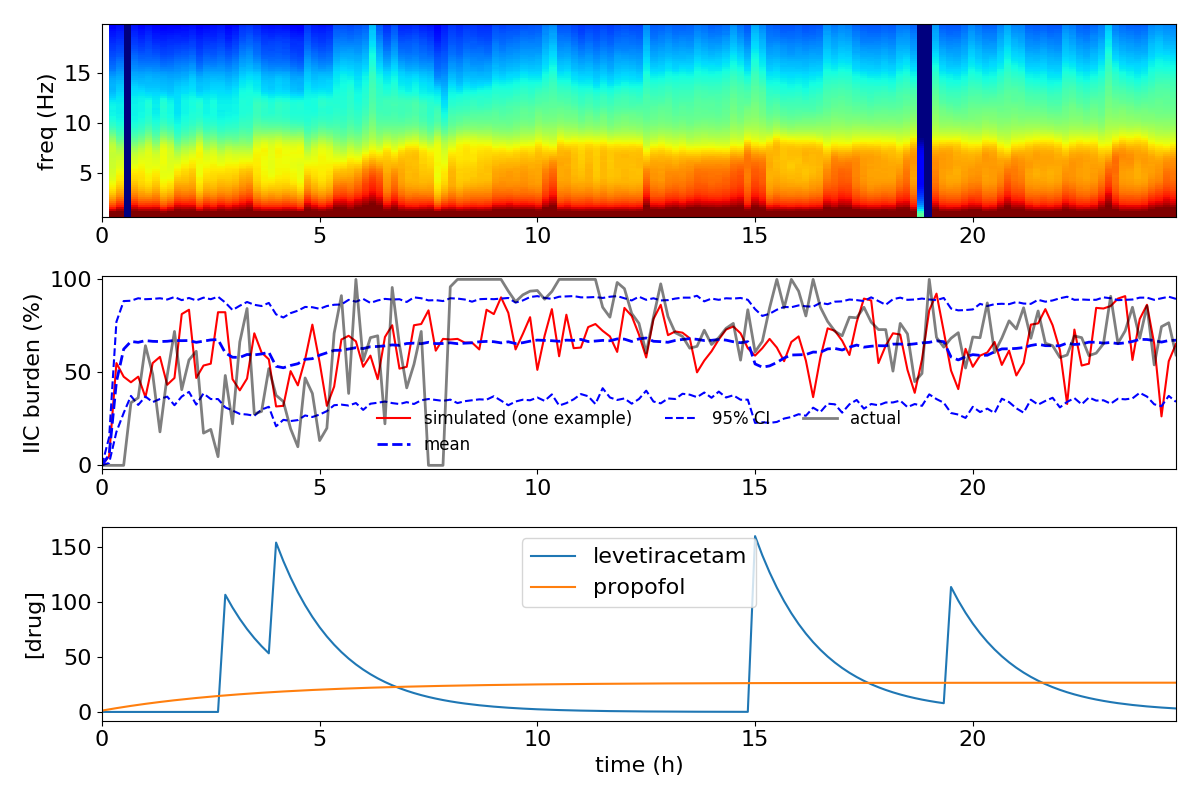 freq (Hz)
15
10
5
0 5 10 15 20
IIC burden (%)
100
50
0
simulated (one example) 95% CI actual
mean
0 5 10 15 20
[drug]
150
100
50
0
levetiracetam
propofol
0 5 10 15 20
time (h)